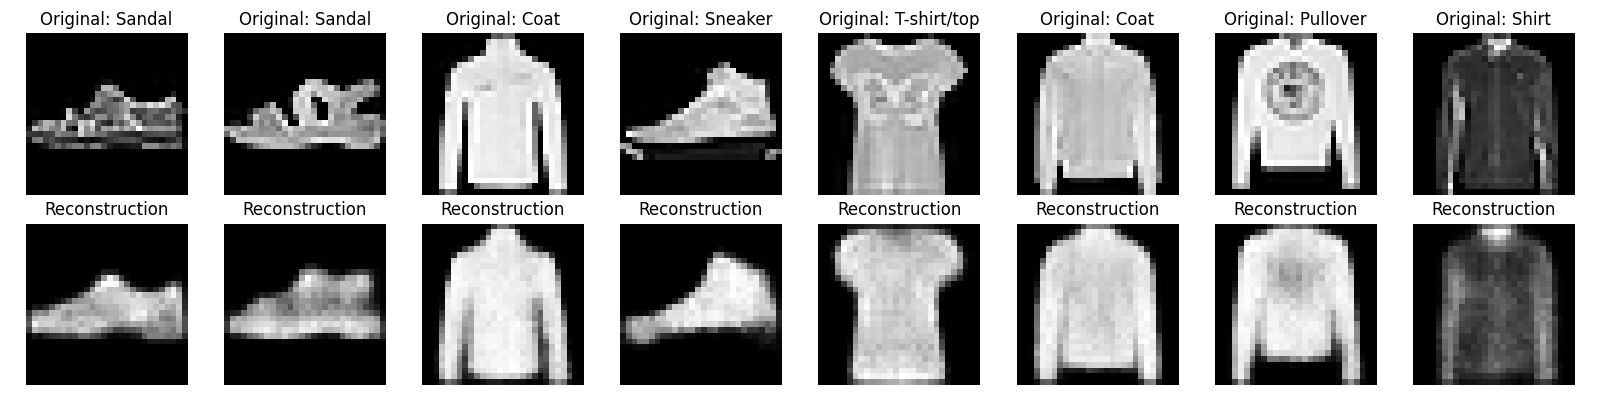 Original: Sandal
Original: Sandal
Original: Coat
Original: Sneaker
Original: T-shirt/top
Original: Coat
Original: Pullover
Original: Shirt
Reconstruction
Reconstruction
Reconstruction
Reconstruction
Reconstruction
Reconstruction
Reconstruction
Reconstruction